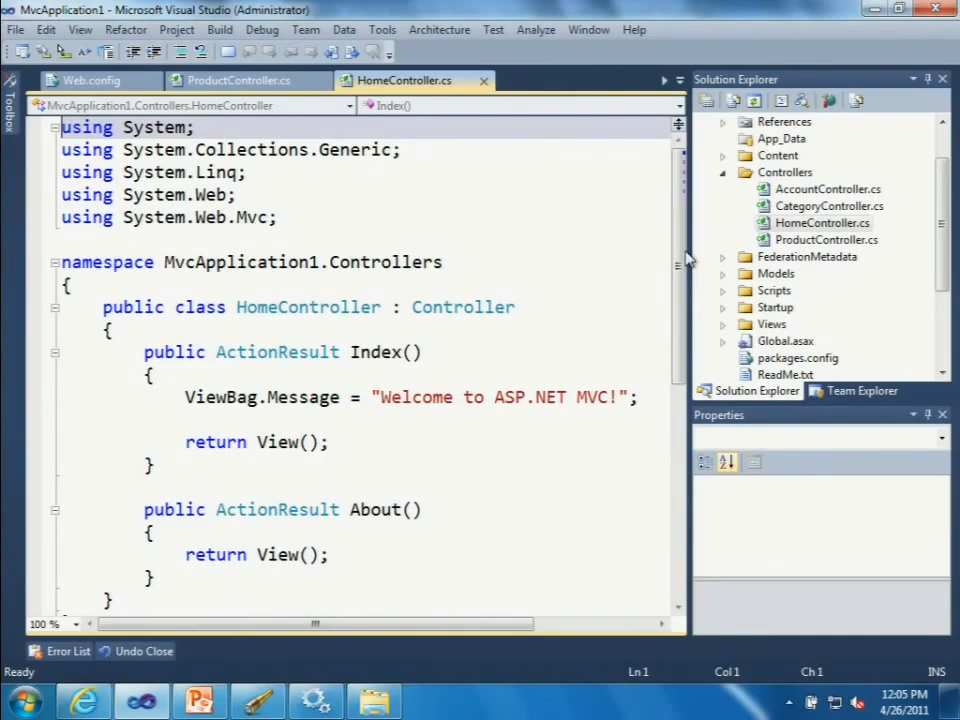 MvcApplication1 - Microsoft Visual Studio (Administrator)
File Edit View Refactor Project Build Debug Team Data Tools Architecture Test Analyze Window Help
Toolbox
Web.config ProductController.cs HomeController.cs
MvcApplication1.Controllers.HomeController Index()
using System;
using System.Collections.Generic;
using System.Linq;
using System.Web;
using System.Web.Mvc;
namespace MvcApplication1.Controllers
{
public class HomeController : Controller
{
public ActionResult Index()
{
ViewBag.Message = "Welcome to ASP.NET MVC!";
return View();
}
public ActionResult About()
{
return View();
}
}
100 %
Solution Explorer
References
App_Data
Content
Controllers
AccountController.cs
CategoryController.cs
HomeController.cs
ProductController.cs
FederationMetadata
Models
Scripts
Startup
Views
Global.asax
packages.config
ReadMe.txt
Solution Explorer Team Explorer
Properties
Error List Undo Close
Ready Ln 1 Col 1 Ch 1 INS
12:05 PM
4/26/2011